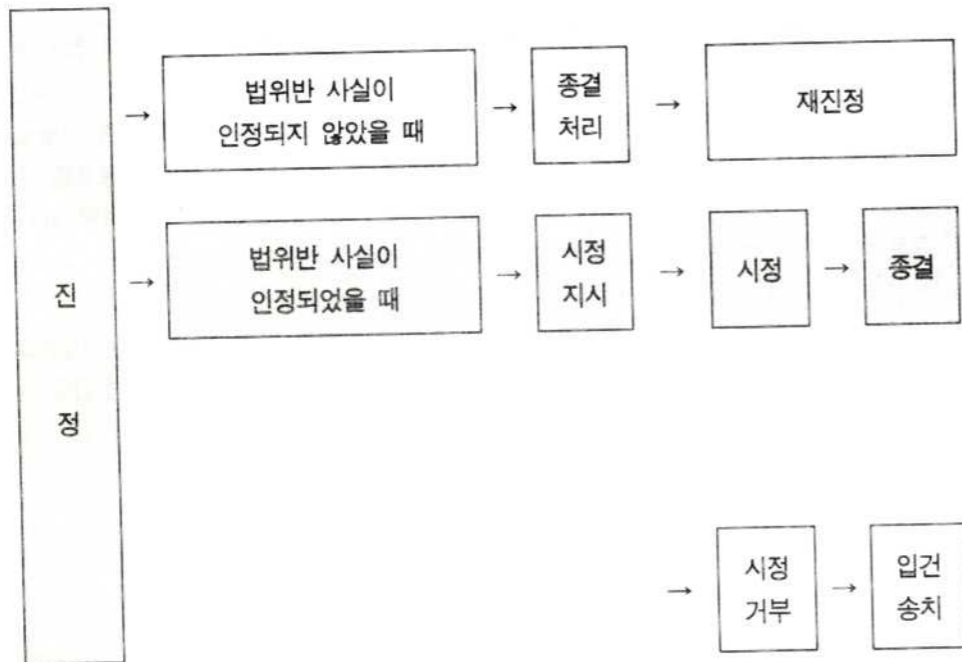 진
정
→
법위반 사실이
인정되지 않았을 때
→
종결
처리
→
재진정
→
법위반 사실이
인정되었을 때
→
시정
지시
→
시정
→
종결
→
시정
거부
→
입건
송치